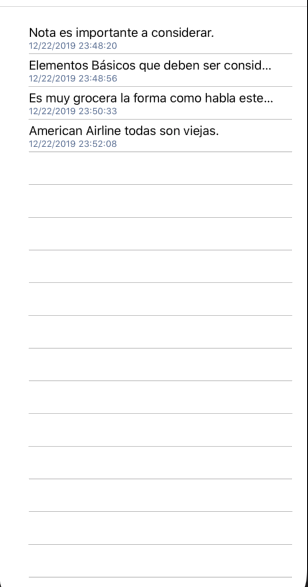 Nota es importante a considerar.
12/22/2019 23:48:20
Elementos Básicos que deben ser consid...
12/22/2019 23:48:56
Es muy grocera la forma como habla este...
12/22/2019 23:50:33
American Airline todas son viejas.
12/22/2019 23:52:08